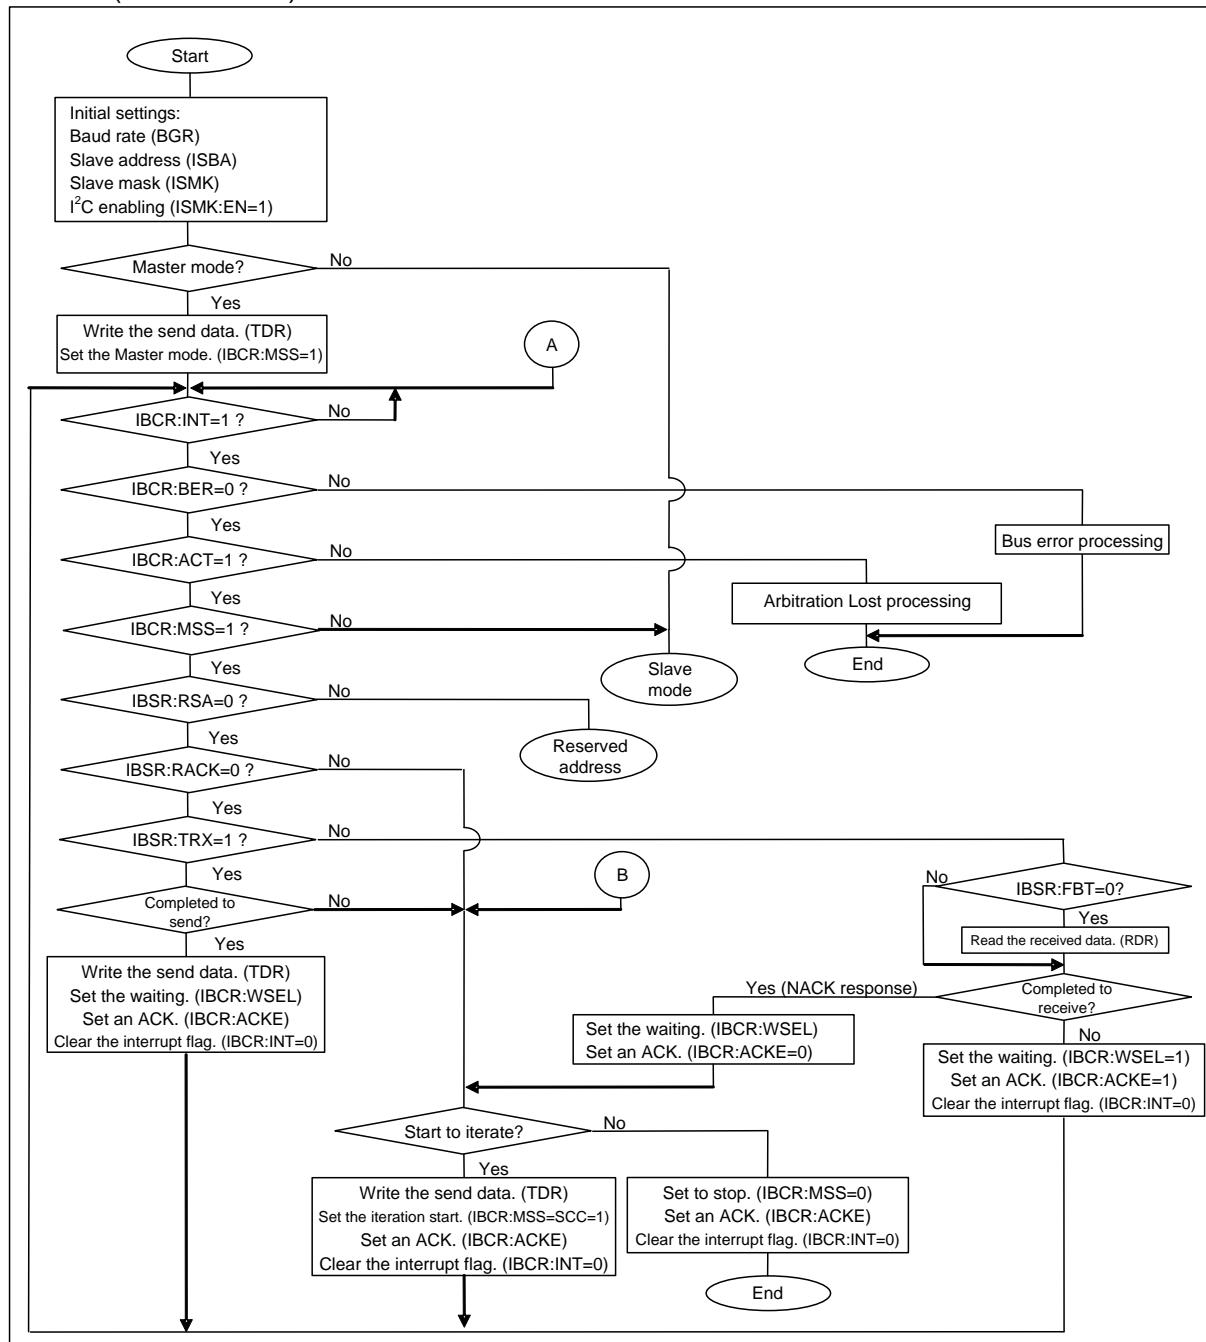 Start
Initial settings:
Baud rate (BGR)
Slave address (ISBA)
Slave mask (ISMK)
I²C enabling (ISMK:EN=1)
Master mode?
No
Yes
Write the send data. (TDR)
Set the Master mode. (IBCR:MSS=1)
A
IBCR:INT=1 ?
No
Yes
IBCR:BER=0 ?
No
Yes
Bus error processing
IBCR:ACT=1 ?
No
Yes
Arbitration Lost processing
IBCR:MSS=1 ?
No
Yes
End
Slave
mode
IBSR:RSA=0 ?
No
Yes
Reserved
address
IBSR:RACK=0 ?
No
Yes
IBSR:TRX=1 ?
No
Yes
B
No
IBSR:FBT=0?
Yes
Read the received data. (RDR)
Completed to
send?
No
Yes
Write the send data. (TDR)
Set the waiting. (IBCR:WSEL)
Set an ACK. (IBCR:ACKE)
Clear the interrupt flag. (IBCR:INT=0)
Yes (NACK response)
Completed to
receive?
No
Set the waiting. (IBCR:WSEL)
Set an ACK. (IBCR:ACKE=0)
Set the waiting. (IBCR:WSEL=1)
Set an ACK. (IBCR:ACKE=1)
Clear the interrupt flag. (IBCR:INT=0)
Start to iterate?
No
Yes
Write the send data. (TDR)
Set the iteration start. (IBCR:MSS=SCC=1)
Set an ACK. (IBCR:ACKE)
Clear the interrupt flag. (IBCR:INT=0)
Set to stop. (IBCR:MSS=0)
Set an ACK. (IBCR:ACKE)
Clear the interrupt flag. (IBCR:INT=0)
End